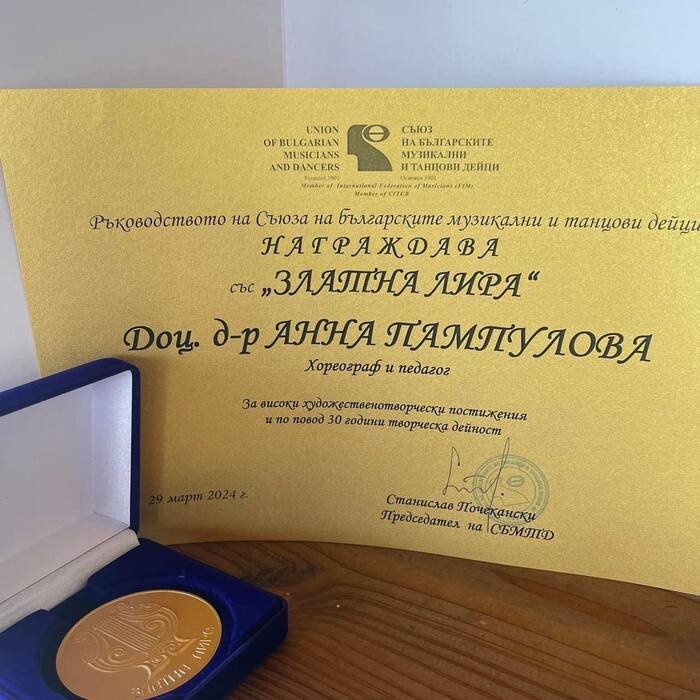 UNION
OF BULGARIAN
MUSICIANS
AND DANCERS
Founded 1901
СЪЮЗ
НА БЪЛГАРСКИТЕ
МУЗИКАЛНИ
И ТАНЦОВИ ДЕЙЦИ
Основан 1901
Member of International Federation of Musicians (FIM)
Member of CITCB
Ръководството на Съюза на българските музикални и танцови дейци
НАГРАЖДАВА
със „ЗЛАТНА ЛИРА“
Доц. д-р АННА ПАМПУЛОВА
Хореограф и педагог
За високи художественотворчески постижения
и по повод 30 години творческа дейност
29 март 2024 г.
Станислав Почекански
Председател на СБМТД
ЗЛАТНА ЛИРА